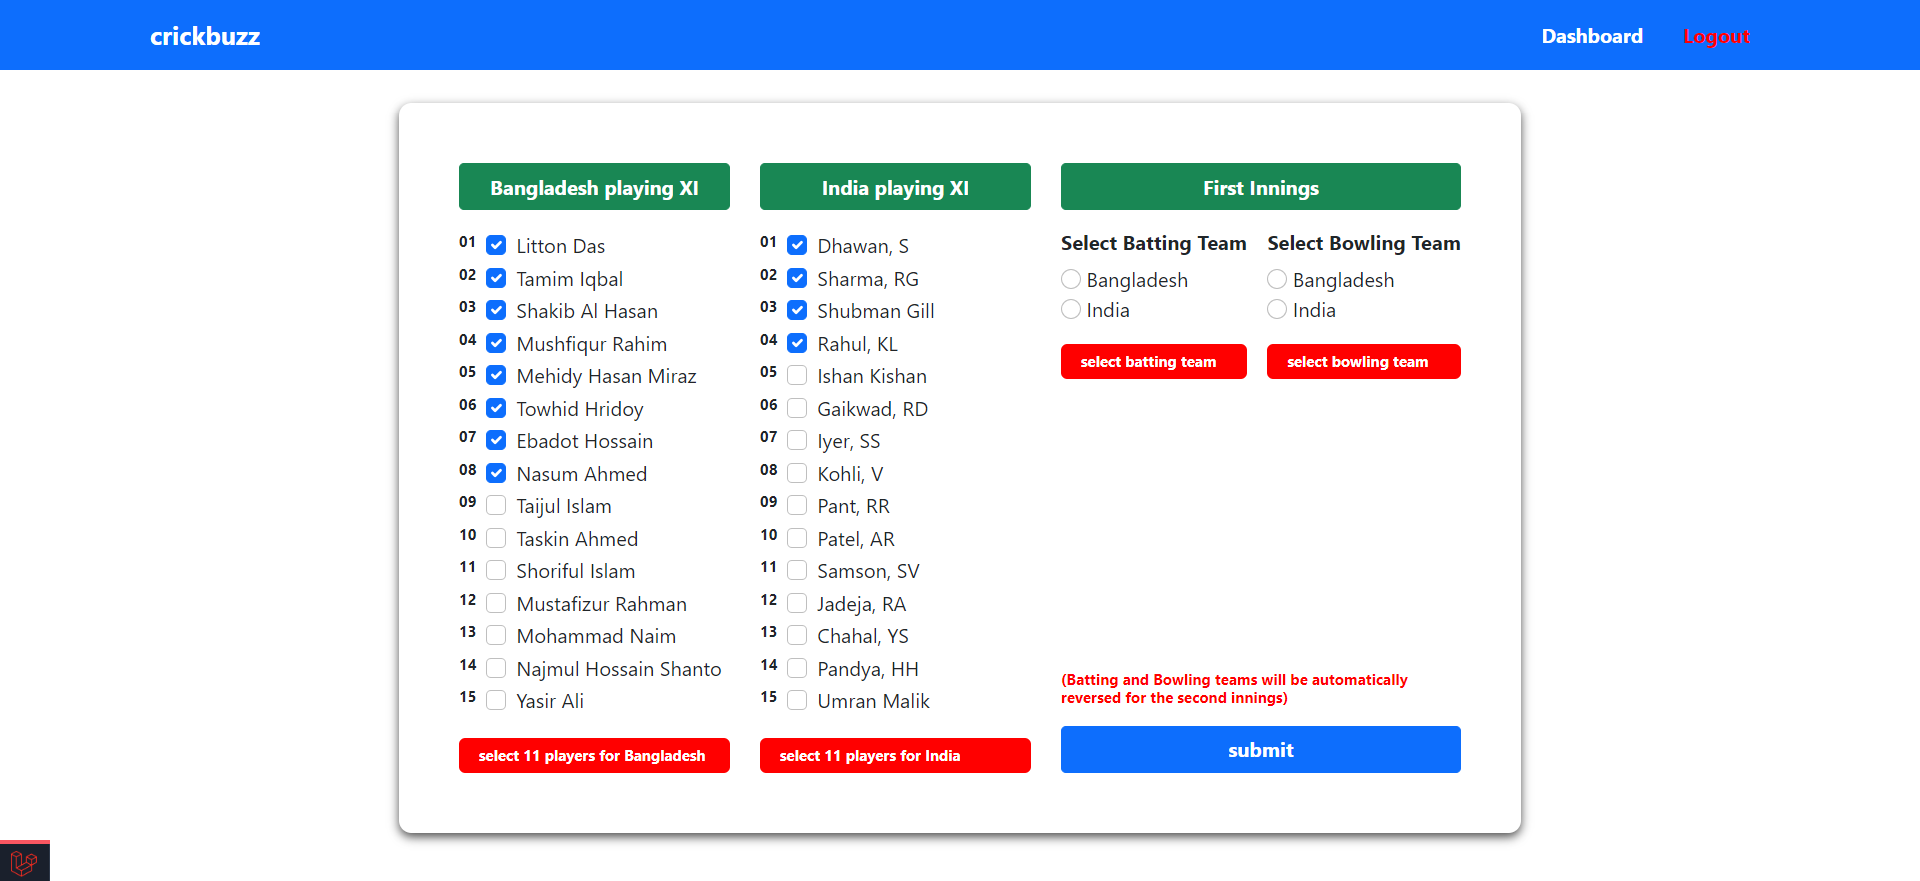 crickbuzz
Dashboard Logout
Bangladesh playing XI
01 Litton Das
02 Tamim Iqbal
03 Shakib Al Hasan
04 Mushfiqur Rahim
05 Mehidy Hasan Miraz
06 Towhid Hridoy
07 Ebadot Hossain
08 Nasum Ahmed
09 Taijul Islam
10 Taskin Ahmed
11 Shoriful Islam
12 Mustafizur Rahman
13 Mohammad Naim
14 Najmul Hossain Shanto
15 Yasir Ali
select 11 players for Bangladesh
India playing XI
01 Dhawan, S
02 Sharma, RG
03 Shubman Gill
04 Rahul, KL
05 Ishan Kishan
06 Gaikwad, RD
07 Iyer, SS
08 Kohli, V
09 Pant, RR
10 Patel, AR
11 Samson, SV
12 Jadeja, RA
13 Chahal, YS
14 Pandya, HH
15 Umran Malik
select 11 players for India
First Innings
Select Batting Team
Bangladesh
India
select batting team
Select Bowling Team
Bangladesh
India
select bowling team
(Batting and Bowling teams will be automatically
reversed for the second innings)
submit